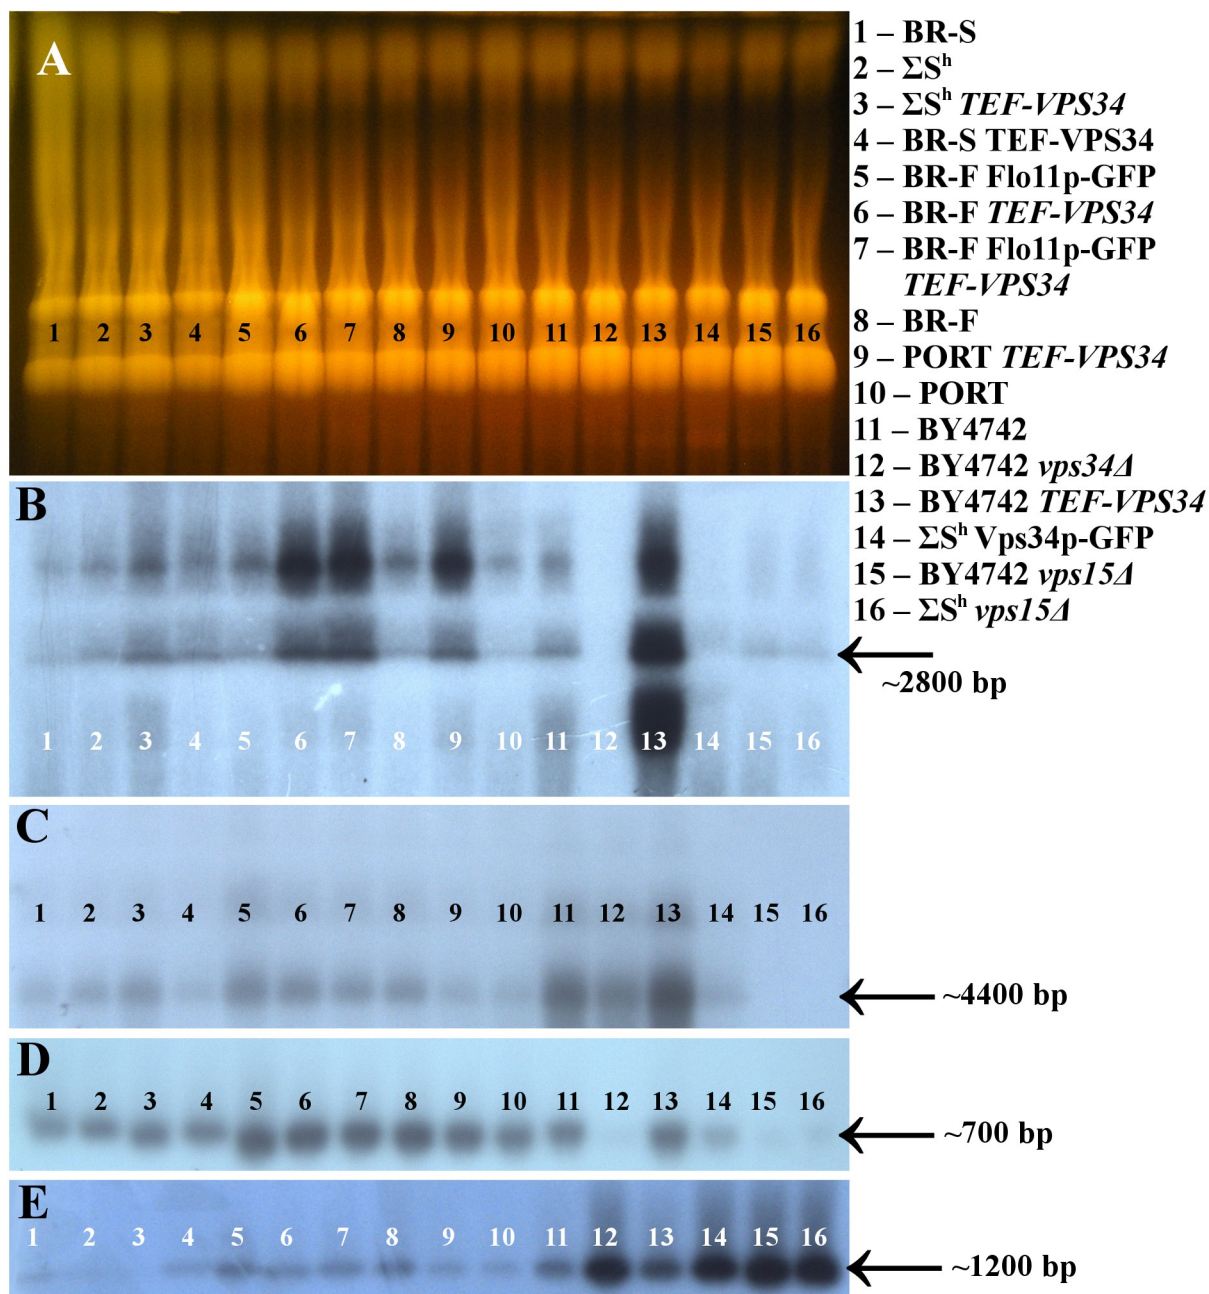 A
1 – BR-S
2 – ΣSʰ
3 – ΣSʰ TEF-VPS34
4 – BR-S TEF-VPS34
5 – BR-F Flo11p-GFP
6 – BR-F TEF-VPS34
7 – BR-F Flo11p-GFP
TEF-VPS34
8 – BR-F
9 – PORT TEF-VPS34
10 – PORT
11 – BY4742
12 – BY4742 vps34Δ
13 – BY4742 TEF-VPS34
14 – ΣSʰ Vps34p-GFP
15 – BY4742 vps15Δ
16 – ΣSʰ vps15Δ
1 2 3 4 5 6 7 8 9 10 11 12 13 14 15 16
B
~2800 bp
1 2 3 4 5 6 7 8 9 10 11 12 13 14 15 16
C
1 2 3 4 5 6 7 8 9 10 11 12 13 14 15 16
~4400 bp
D
1 2 3 4 5 6 7 8 9 10 11 12 13 14 15 16
~700 bp
E
1 2 3 4 5 6 7 8 9 10 11 12 13 14 15 16
~1200 bp